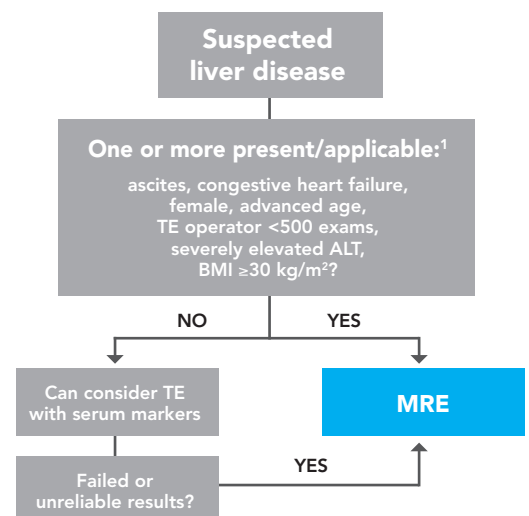 Suspected
liver disease
One or more present/applicable:¹
ascites, congestive heart failure,
female, advanced age,
TE operator <500 exams,
severely elevated ALT,
BMI ≥30 kg/m²?
NO
YES
Can consider TE
with serum markers
MRE
Failed or
unreliable results?
YES